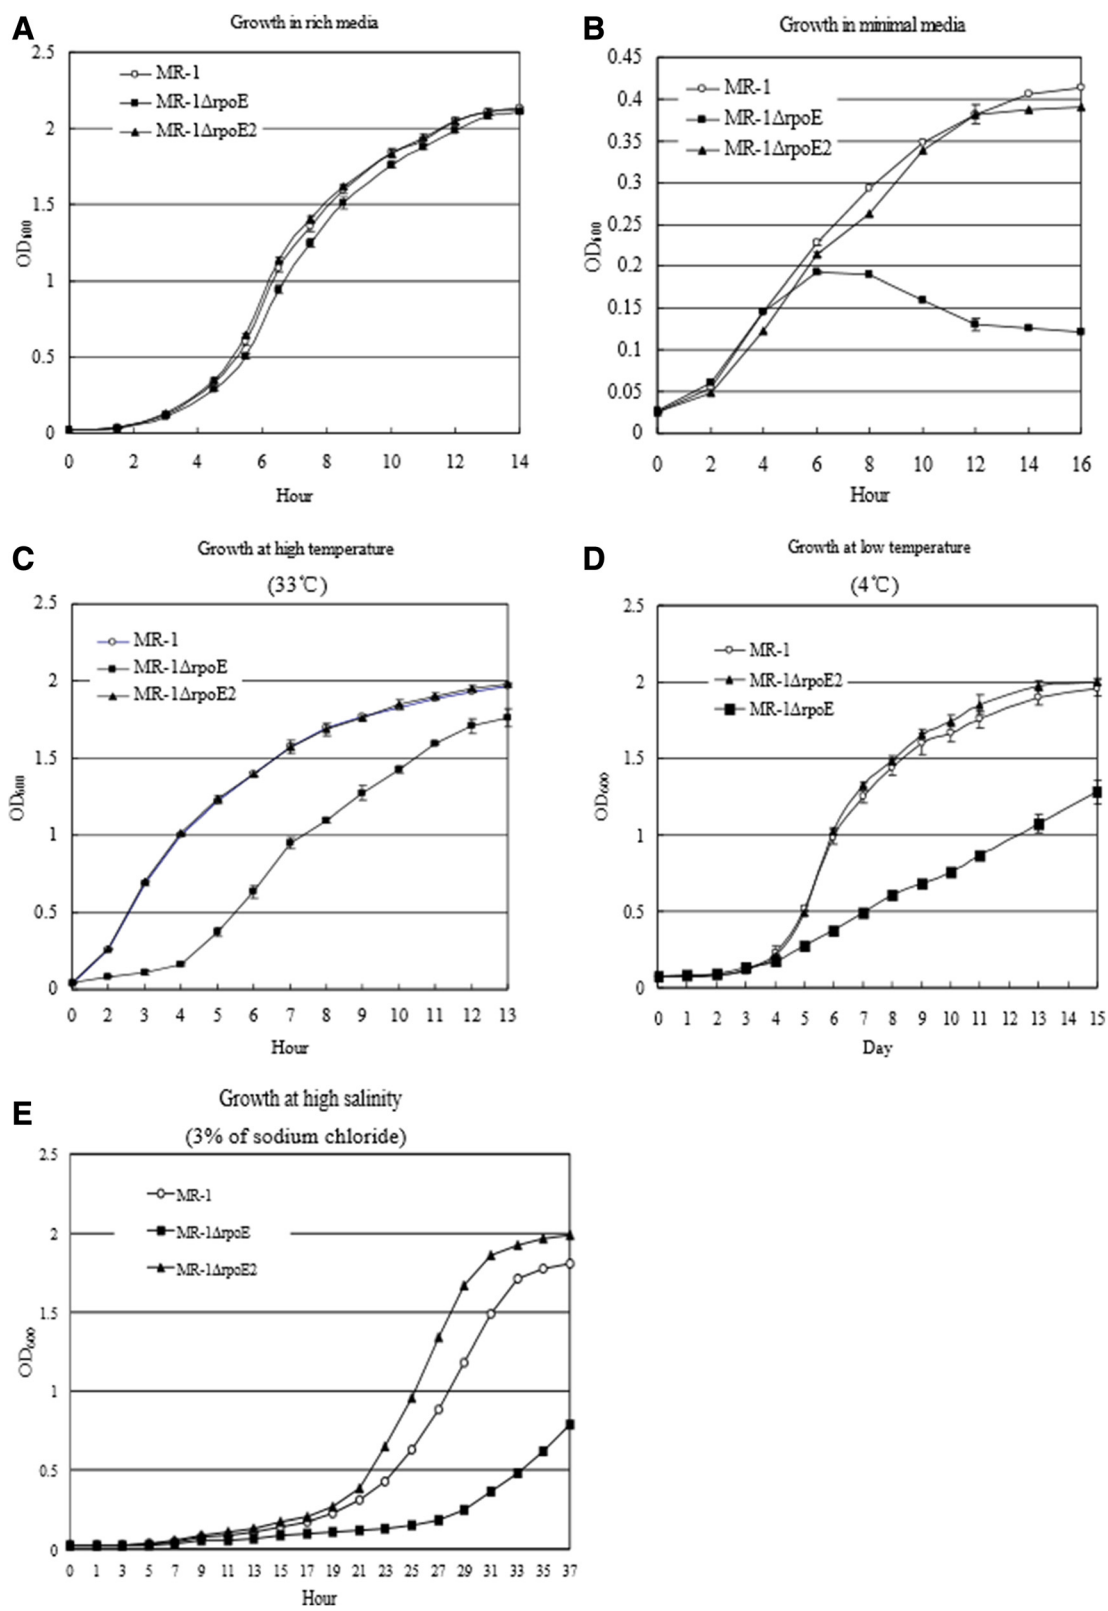 A
Growth in rich media
2.5
2
1.5
1
0.5
0
OD600
MR-1
MR-1ΔrpoE
MR-1ΔrpoE2
0 2 4 6 8 10 12 14
Hour
B
Growth in minimal media
0.45
0.4
0.35
0.3
0.25
0.2
0.15
0.1
0.05
0
OD600
MR-1
MR-1ΔrpoE
MR-1ΔrpoE2
0 2 4 6 8 10 12 14 16
Hour
C
Growth at high temperature
(33℃)
2.5
2
1.5
1
0.5
0
OD600
MR-1
MR-1ΔrpoE
MR-1ΔrpoE2
0 2 3 4 5 6 7 8 9 10 11 12 13
Hour
D
Growth at low temperature
(4℃)
2.5
2
1.5
1
0.5
0
OD600
MR-1
MR-1ΔrpoE2
MR-1ΔrpoE
0 1 2 3 4 5 6 7 8 9 10 11 12 13 14 15
Day
E
Growth at high salinity
(3% of sodium chloride)
2.5
2
1.5
1
0.5
0
OD600
MR-1
MR-1ΔrpoE
MR-1ΔrpoE2
0 1 3 5 7 9 11 13 15 17 19 21 23 25 27 29 31 33 35 37
Hour